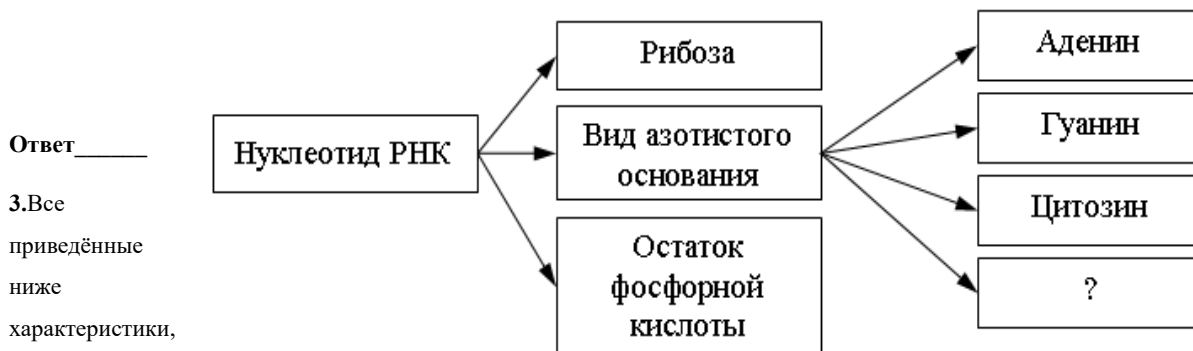 Ответ______
3.Все
приведённые
ниже
характеристики,
Нуклеотид РНК
Рибоза
Вид азотистого
основания
Остаток
фосфорной
кислоты
Аденин
Гуанин
Цитозин
?